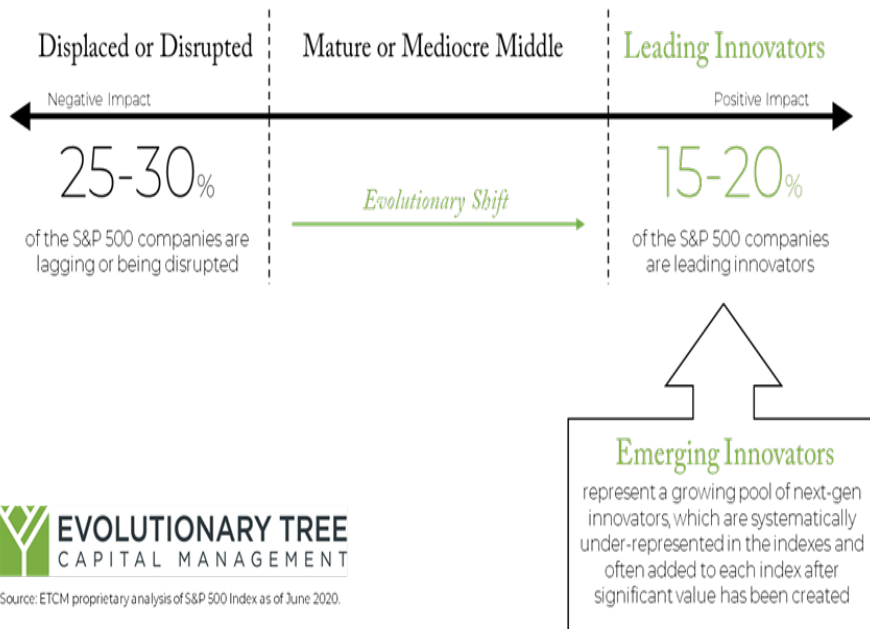 Displaced or Disrupted
Mature or Mediocre Middle
Leading Innovators
Negative Impact
Positive Impact
25-30%
of the S&P 500 companies are
lagging or being disrupted
Evolutionary Shift
15-20%
of the S&P 500 companies
are leading innovators
Emerging Innovators
represent a growing pool of next-gen
innovators, which are systematically
under-represented in the indexes and
often added to each index after
significant value has been created
EVOLUTIONARY TREE
CAPITAL MANAGEMENT
Source: ETCM proprietary analysis of S&P 500 Index as of June 2020.